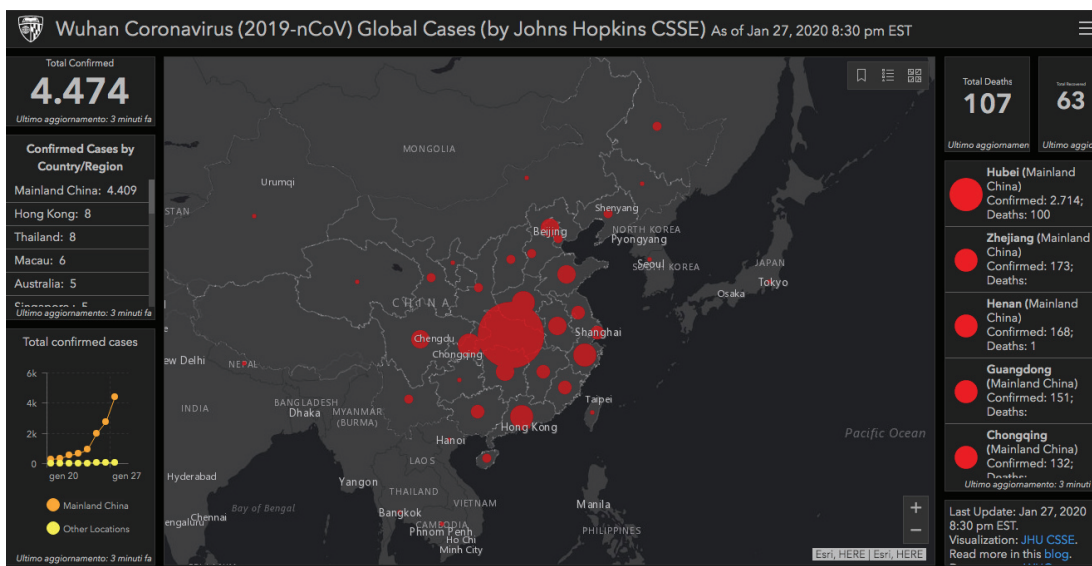 Wuhan Coronavirus (2019-nCoV) Global Cases (by Johns Hopkins CSSE) As of Jan 27, 2020 8:30 pm EST
Total Confirmed
4.474
Ultimo aggiornamento: 3 minuti fa
Confirmed Cases by
Country/Region
Mainland China: 4.409
Hong Kong: 8
Thailand: 8
Macau: 6
Australia: 5
Singapore: 5
Ultimo aggiornamento: 3 minuti fa
Total confirmed cases
6k
4k
2k
0
gen 20
gen 27
Mainland China
Other Locations
Ultimo aggiornamento: 3 minuti fa
MONGOLIA
Urumqi
STAN
Shenyang
Beijing
NORTH KOREA
Pyongyang
Seoul
SOUTH KOREA
JAPAN
Tokyo
Osaka
CHINA
Chengdu
Chongqing
Shanghai
ew Delhi
NEPAL
INDIA
BANGLADESH
Dhaka
MYANMAR
(BURMA)
Taipei
Hong Kong
Hanoi
Pacific Ocean
LAOS
Hyderabad
Yangon
THAILAND
VIETNAM
Manila
Bay of Bengal
Bangkok
engaluru
Chennai
CAMBODIA
Phnom Penh
Ho Chi
Minh City
PHILIPPINES
+
−
Esri, HERE | Esri, HERE
Total Deaths
107
Ultimo aggiornamen
Total Recovered
63
Ultimo aggio
Hubei (Mainland
China)
Confirmed: 2.714;
Deaths: 100
Zhejiang (Mainland
China)
Confirmed: 173;
Deaths:
Henan (Mainland
China)
Confirmed: 168;
Deaths: 1
Guangdong
(Mainland China)
Confirmed: 151;
Deaths:
Chongqing
(Mainland China)
Confirmed: 132;
Deaths:
Ultimo aggiornamento: 3 minuti
Last Update: Jan 27, 2020
8:30 pm EST.
Visualization: JHU CSSE.
Read more in this blog.